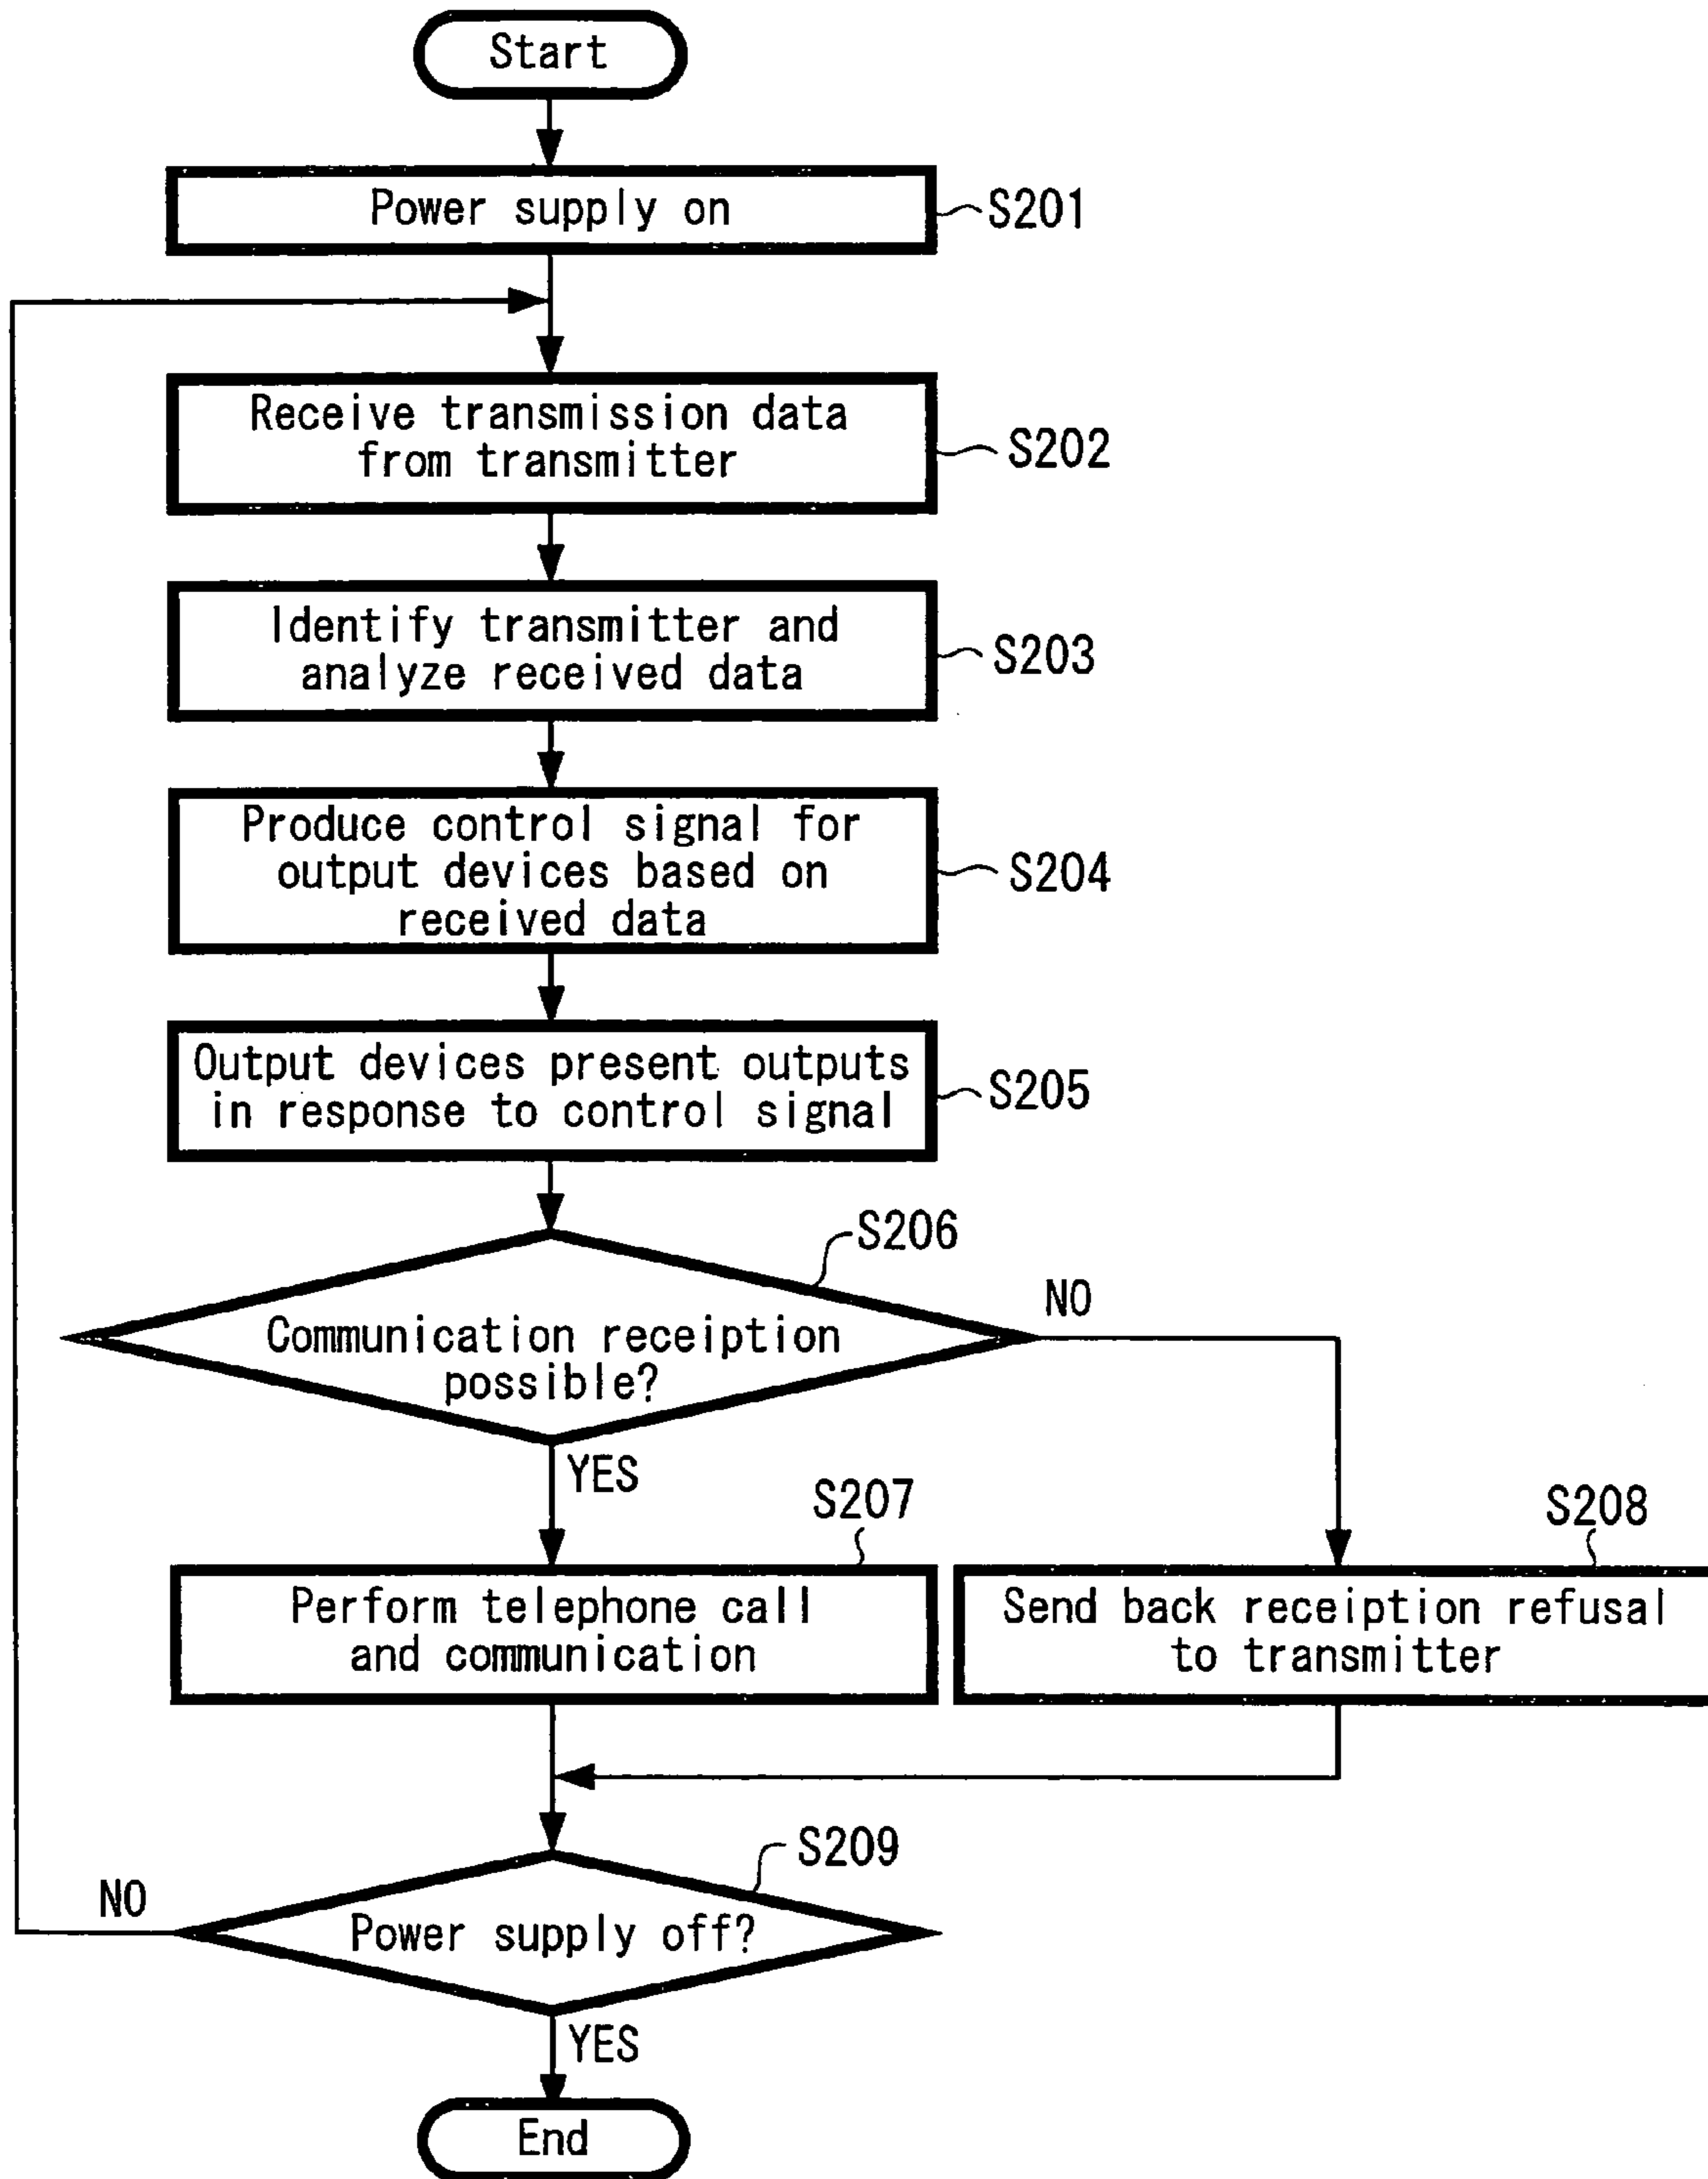 Start
Power supply on
S201
Receive transmission data
from transmitter
S202
Identify transmitter and
analyze received data
S203
Produce control signal for
output devices based on
received data
S204
Output devices present outputs
in response to control signal
S205
S206
Communication receiption
possible?
NO
YES
S207
Perform telephone call
and communication
S208
Send back receiption refusal
to transmitter
S209
Power supply off?
NO
YES
End